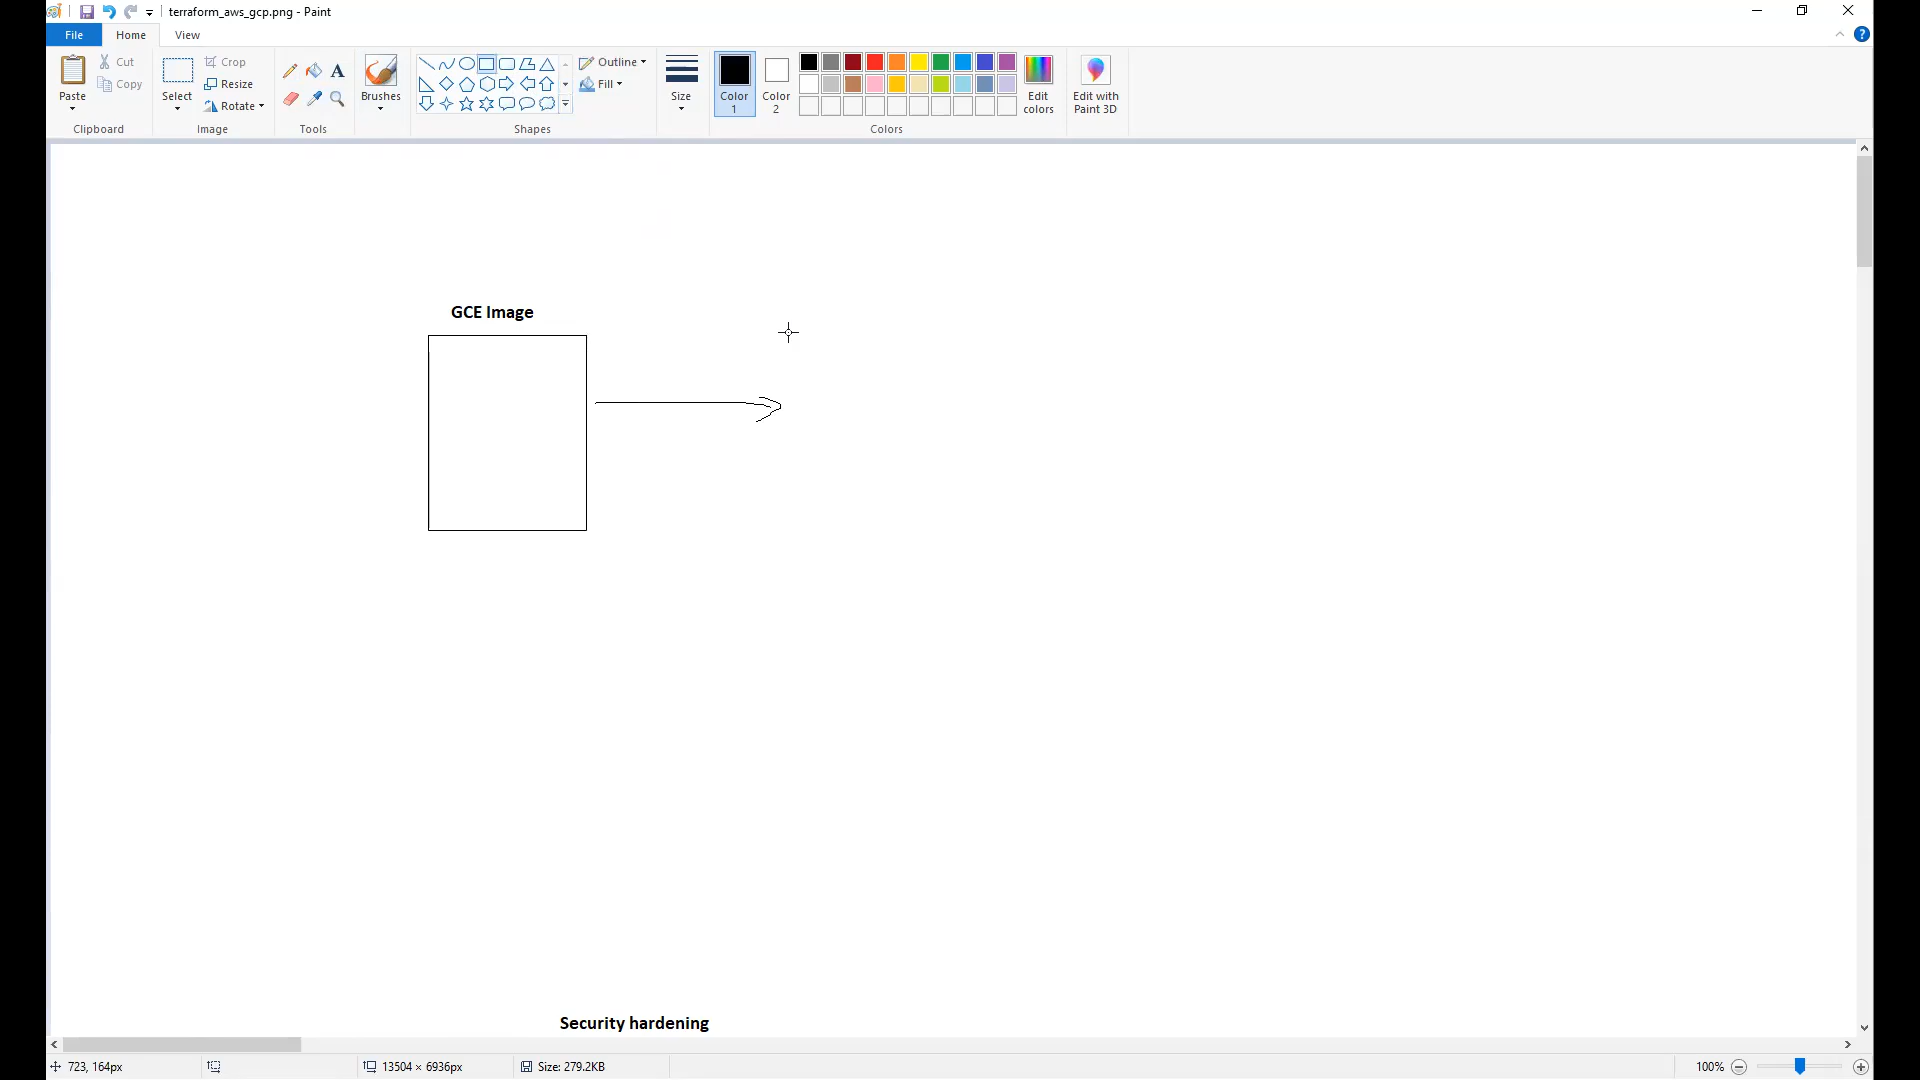 terraform_aws_gcp.png - Paint
File Home View
Paste
Cut
Copy
Clipboard
Select
Crop
Resize
Rotate
Image
A
Tools
Brushes
Outline
Fill
Shapes
Size
Color 1
Color 2
Edit colors
Colors
Edit with Paint 3D
?
GCE Image
Security hardening
723, 164px
13504 × 6936px
Size: 279.2KB
100%